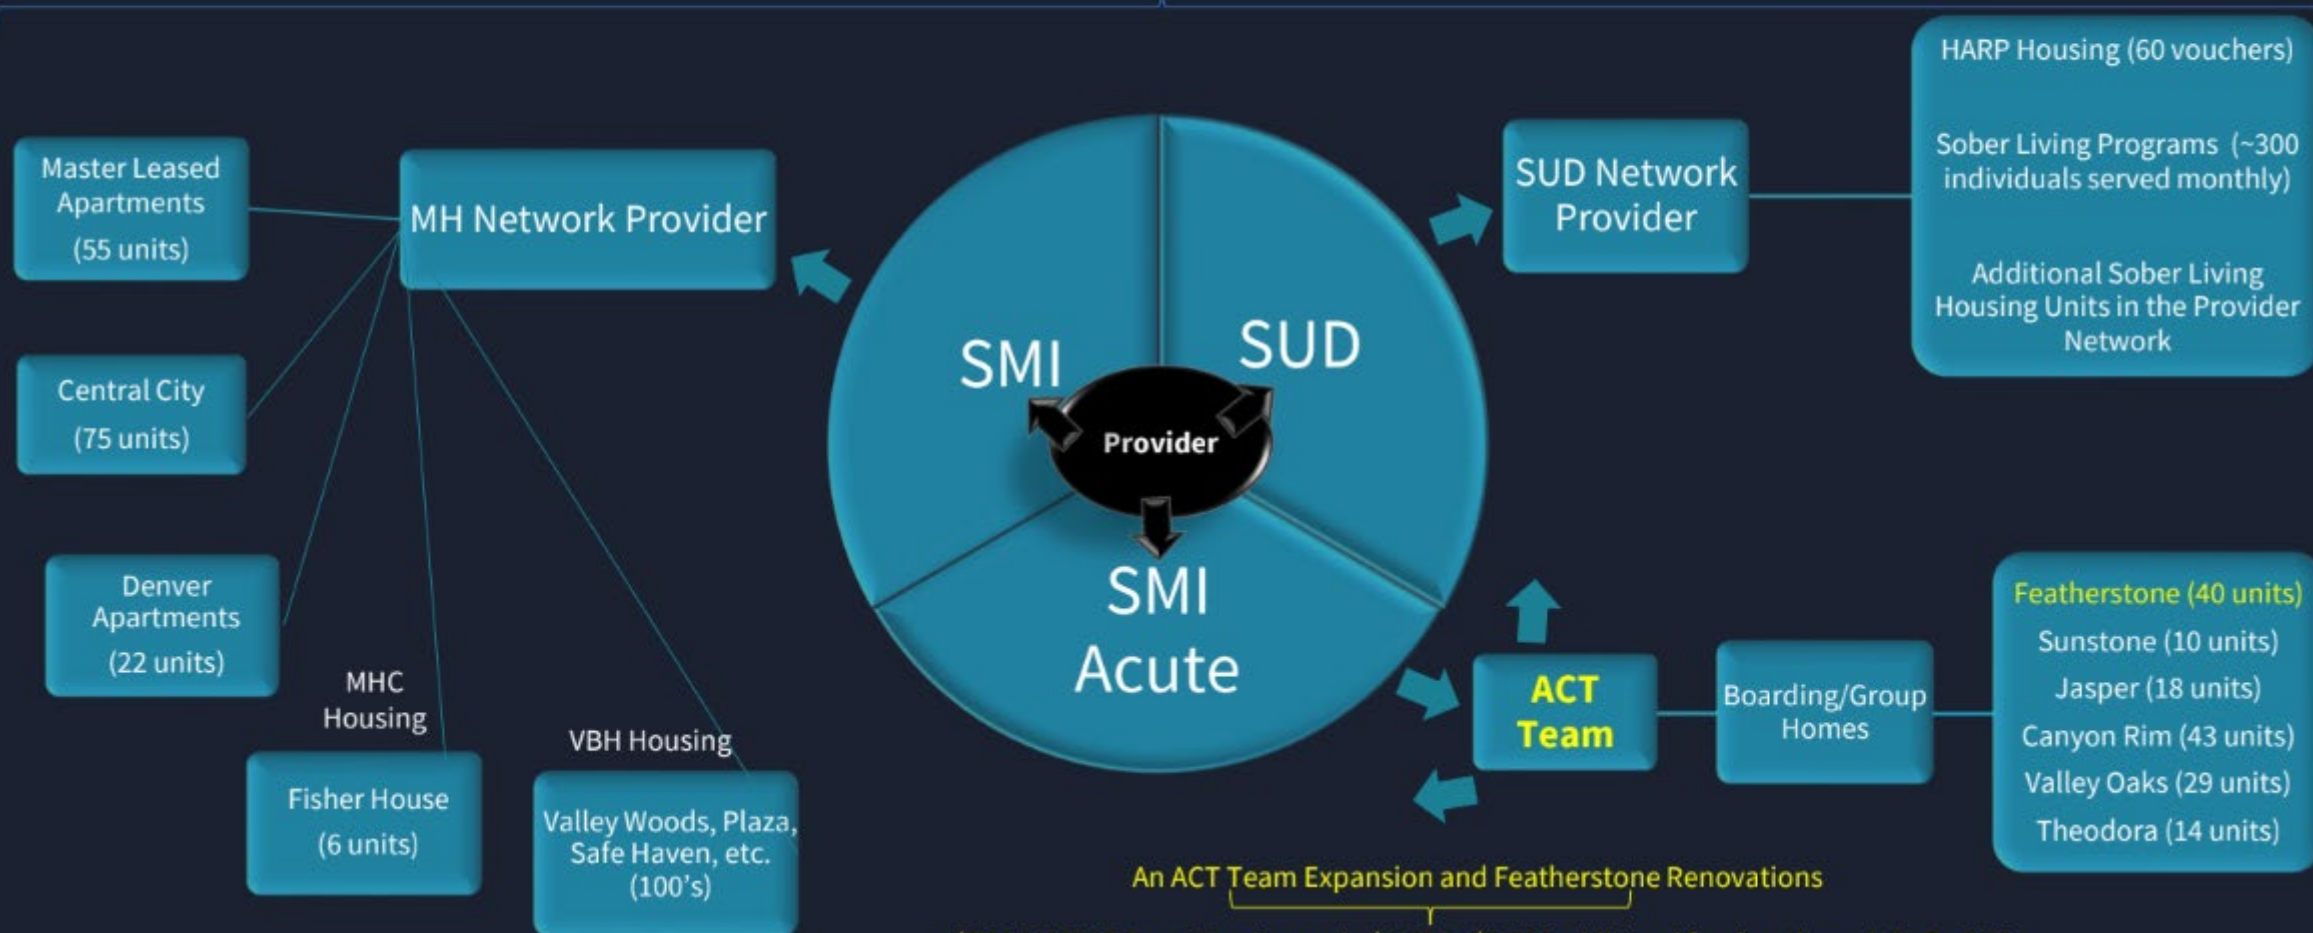 Master Leased
Apartments
(55 units)
MH Network Provider
Central City
(75 units)
Denver
Apartments
(22 units)
MHC
Housing
Fisher House
(6 units)
VBH Housing
Valley Woods, Plaza,
Safe Haven, etc.
(100's)
SMI
SUD
Provider
SMI
Acute
SUD Network
Provider
HARP Housing (60 vouchers)
Sober Living Programs (~300
individuals served monthly)
Additional Sober Living
Housing Units in the Provider
Network
ACT
Team
Boarding/Group
Homes
Featherstone (40 units)
Sunstone (10 units)
Jasper (18 units)
Canyon Rim (43 units)
Valley Oaks (29 units)
Theodora (14 units)
An ACT Team Expansion and Featherstone Renovations